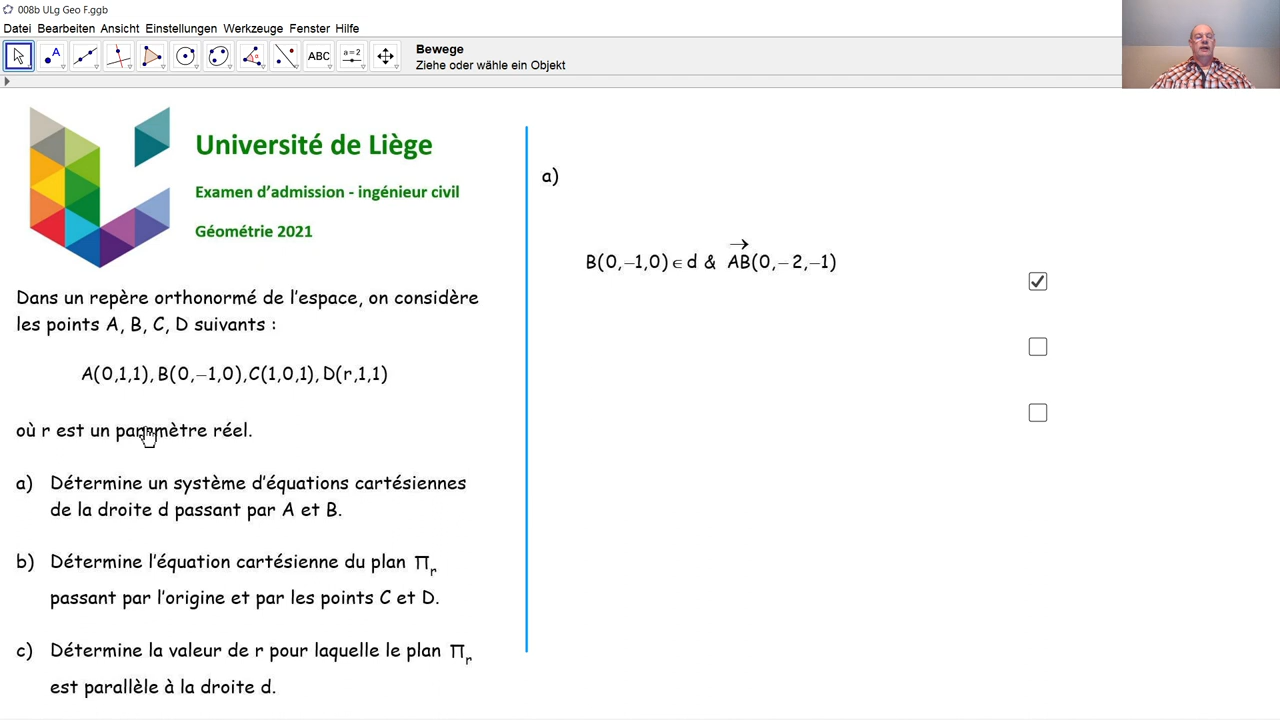 008b ULg Geo F.ggb
Datei Bearbeiten Ansicht Einstellungen Werkzeuge Fenster Hilfe
A ABC a=2
Bewege
Ziehe oder wähle ein Objekt
Université de Liège
Examen d'admission - ingénieur civil
Géométrie 2021
Dans un repère orthonormé de l'espace, on considère
les points A, B, C, D suivants :
A(0,1,1), B(0,−1,0), C(1,0,1), D(r,1,1)
où r est un paramètre réel.
a) Détermine un système d'équations cartésiennes
de la droite d passant par A et B.
b) Détermine l'équation cartésienne du plan Π_r
passant par l'origine et par les points C et D.
c) Détermine la valeur de r pour laquelle le plan Π_r
est parallèle à la droite d.
a)
B(0,−1,0) ∈ d & A⃗B⃗(0,−2,−1)